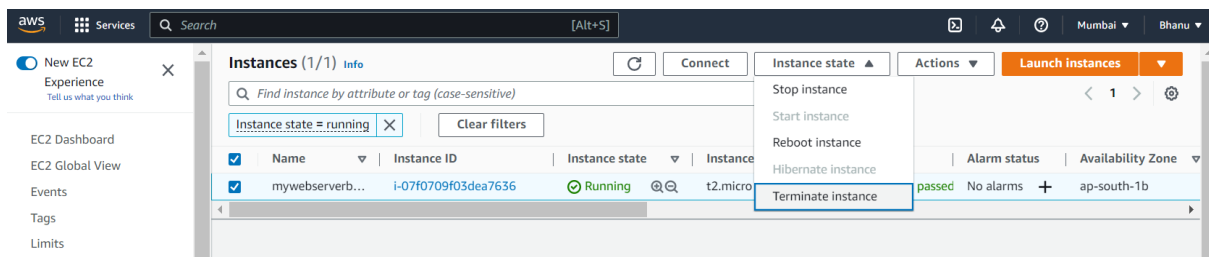 aws Services Search [Alt+S] Mumbai ▼ Bhanu ▼
New EC2
Experience
Tell us what you think
EC2 Dashboard
EC2 Global View
Events
Tags
Limits
Instances (1/1) Info Connect Instance state ▲ Actions ▼ Launch instances ▼
Find instance by attribute or tag (case-sensitive) < 1 >
Instance state = running Clear filters
Stop instance
Start instance
Reboot instance
Hibernate instance
Terminate instance
Name Instance ID Instance state Instance Alarm status Availability Zone
mywebserverb... i-07f0709f03dea7636 Running t2.micro passed No alarms + ap-south-1b